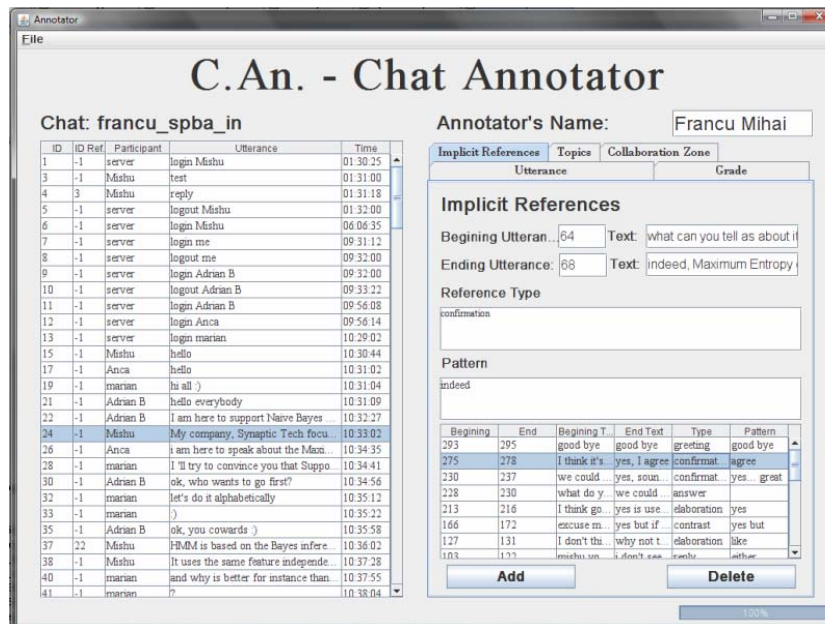 Annotator
File
C.An. - Chat Annotator
Chat: francu_spba_in
ID ID Ref. Participant Utterance Time
1 -1 server login Mishu 01:30:25
3 -1 Mishu test 01:31:00
4 3 Mishu reply 01:31:18
5 -1 server logout Mishu 01:32:00
6 -1 server login Mishu 06:06:35
7 -1 server login me 09:31:12
8 -1 server logout me 09:32:00
9 -1 server login Adrian B 09:32:00
10 -1 server logout Adrian B 09:33:22
11 -1 server login Adrian B 09:56:08
12 -1 server login Anca 09:56:14
13 -1 server login marian 10:29:02
15 -1 Mishu hello 10:30:44
17 -1 Anca hello 10:31:02
19 -1 marian hi all :) 10:31:04
21 -1 Adrian B hello everybody 10:31:09
22 -1 Adrian B I am here to support Naive Bayes ... 10:32:27
24 -1 Mishu My company, Synaptic Tech focu... 10:33:02
26 -1 Anca i am here to speak about the Maxi... 10:34:35
28 -1 marian I 'll try to convince you that Suppo... 10:34:41
30 -1 Adrian B ok, who wants to go first? 10:34:56
32 -1 marian let's do it alphabetically 10:35:12
33 -1 marian :) 10:35:22
35 -1 Adrian B ok, you cowards :) 10:35:58
37 22 Mishu HMM is based on the Bayes infere... 10:36:02
38 -1 Mishu It uses the same feature independe... 10:37:28
40 -1 marian and why is better for instance than... 10:37:55
41 -1 marian ? 10:38:04
Annotator's Name: Francu Mihai
Implicit References Topics Collaboration Zone
Utterance Grade
Implicit References
Begining Utteran... 64 Text: what can you tell as about it
Ending Utterance: 68 Text: indeed, Maximum Entropy
Reference Type
confirmation
Pattern
indeed
Begining End Begining T... End Text Type Pattern
293 295 good bye good bye greeting good bye
275 278 I think it's... yes, I agree confirmat... agree
230 237 we could ... yes, soun... confirmat... yes... great
228 230 what do y... we could ... answer
213 216 I think go... yes is use... elaboration yes
166 172 excuse m... yes but if ... contrast yes but
127 131 I don't thi... why not t... elaboration like
103 122 mishu yo... i don't see... reply either
Add Delete
100%